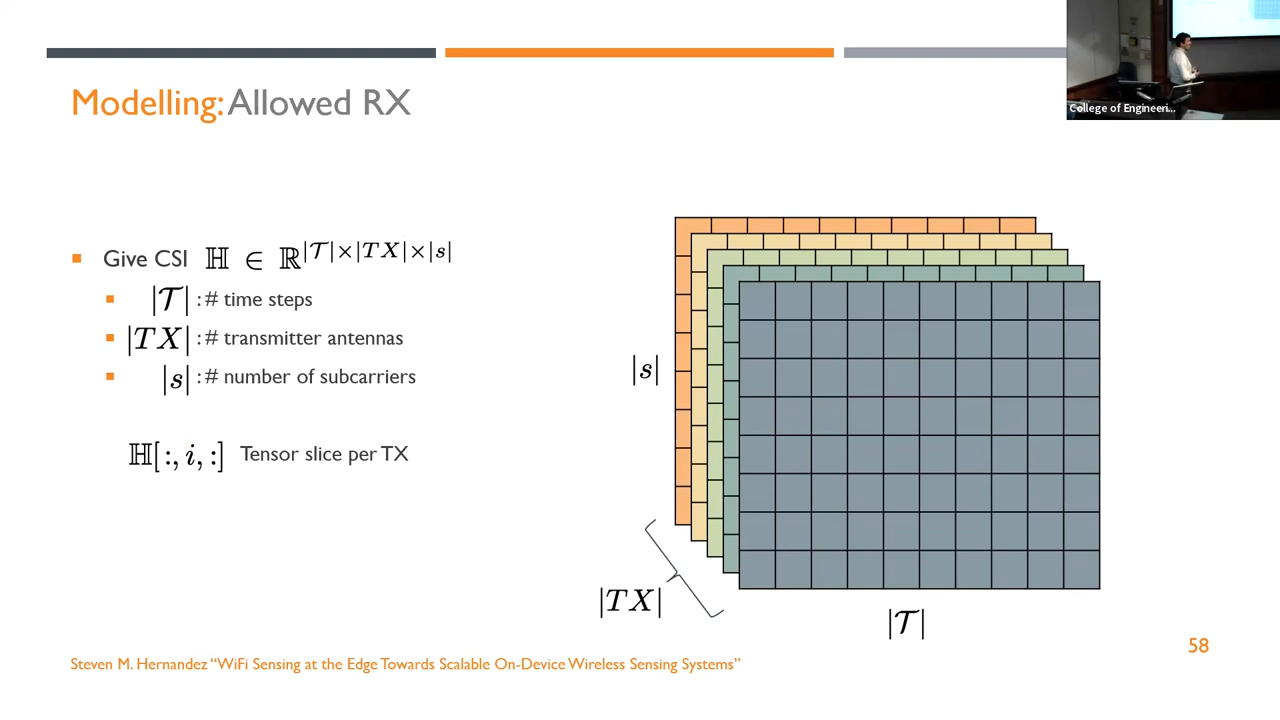 College of Engineeri...
Modelling: Allowed RX
Give CSI ℍ ∈ ℝ^{|𝒯|×|TX|×|s|}
|𝒯| : # time steps
|TX| : # transmitter antennas
|s| : # number of subcarriers
ℍ[:, i, :] Tensor slice per TX
|s|
|TX|
|𝒯|
58
Steven M. Hernandez “WiFi Sensing at the Edge Towards Scalable On-Device Wireless Sensing Systems”